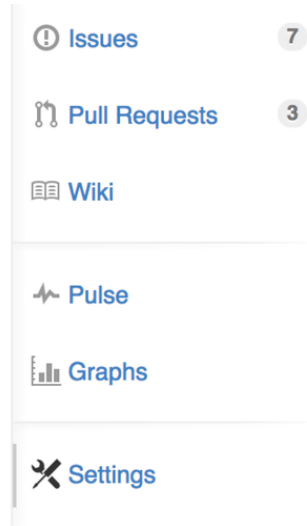 Issues 7
Pull Requests 3
Wiki
Pulse
Graphs
Settings